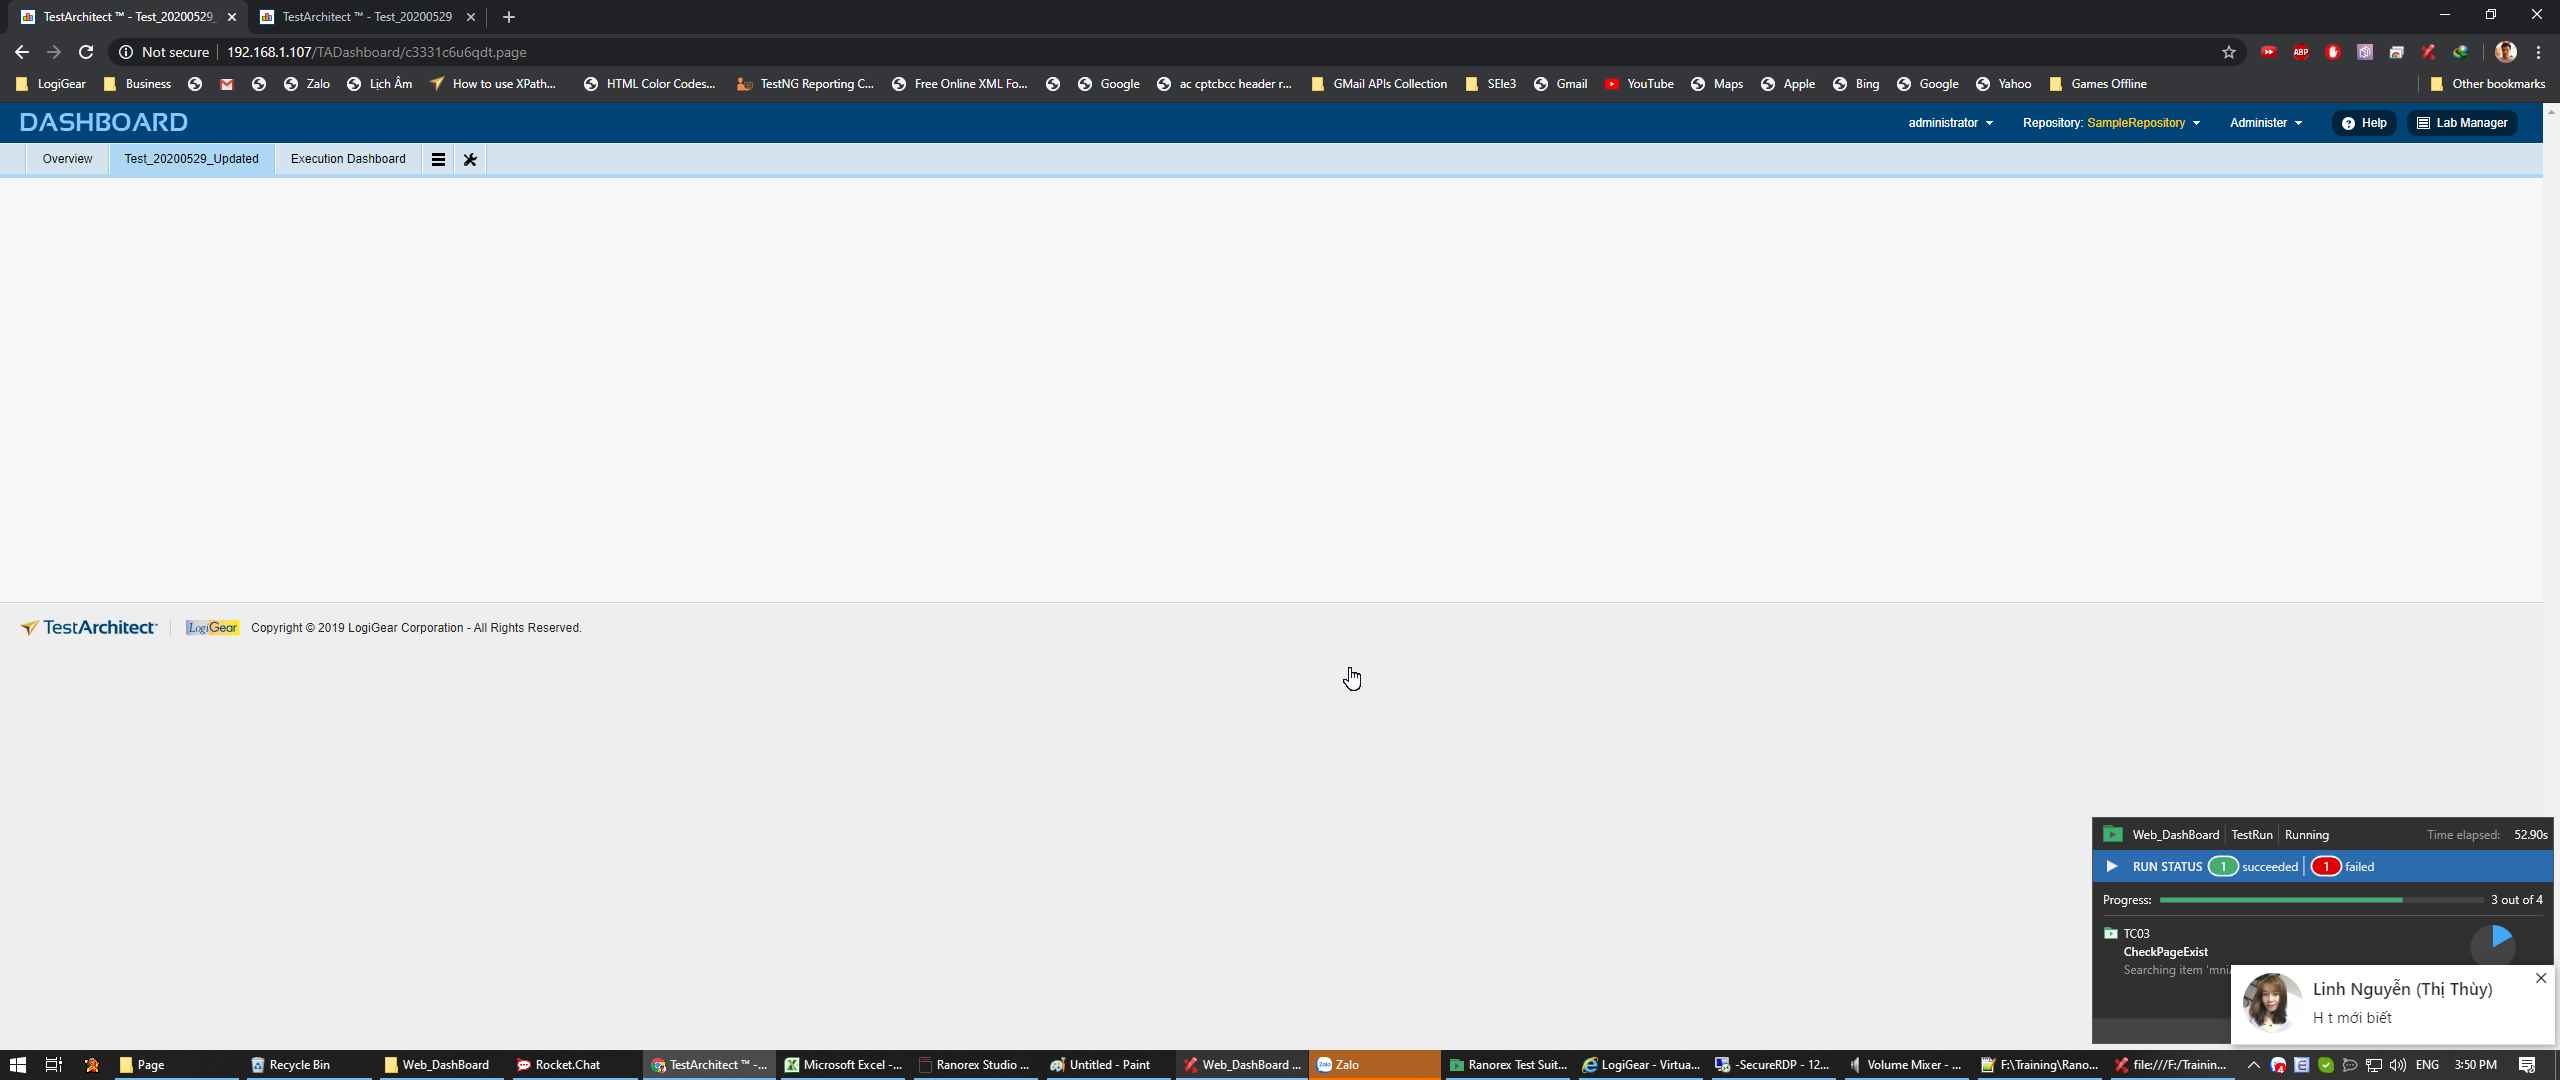 TestArchitect ™ - Test_20200529_
TestArchitect ™ - Test_20200529
Not secure
192.168.1.107/TADashboard/c3331c6u6qdt.page
ABP
LogiGear
Business
Zalo
Lịch Âm
How to use XPath...
HTML Color Codes...
TestNG Reporting C...
Free Online XML Fo...
Google
ac cptcbcc header r...
GMail APIs Collection
SEle3
Gmail
YouTube
Maps
Apple
Bing
Google
Yahoo
Games Offline
Other bookmarks
DASHBOARD
administrator
Repository: SampleRepository
Administer
Help
Lab Manager
Overview
Test_20200529_Updated
Execution Dashboard
TestArchitect™
LogiGear
Copyright © 2019 LogiGear Corporation - All Rights Reserved.
Web_DashBoard
TestRun
Running
Time elapsed:
52.90s
RUN STATUS
1 succeeded
1 failed
Progress:
3 out of 4
TC03
CheckPageExist
Searching item
Linh Nguyễn (Thị Thùy)
H t mới biết
Page
Recycle Bin
Web_DashBoard
Rocket.Chat
TestArchitect ™ -...
Microsoft Excel -...
Ranorex Studio ...
Untitled - Paint
Web_DashBoard ...
Zalo
Ranorex Test Suit...
LogiGear - Virtua...
-SecureRDP - 12...
Volume Mixer - ...
F:\Training\Rano...
file:///F:/Trainin...
ENG
3:50 PM